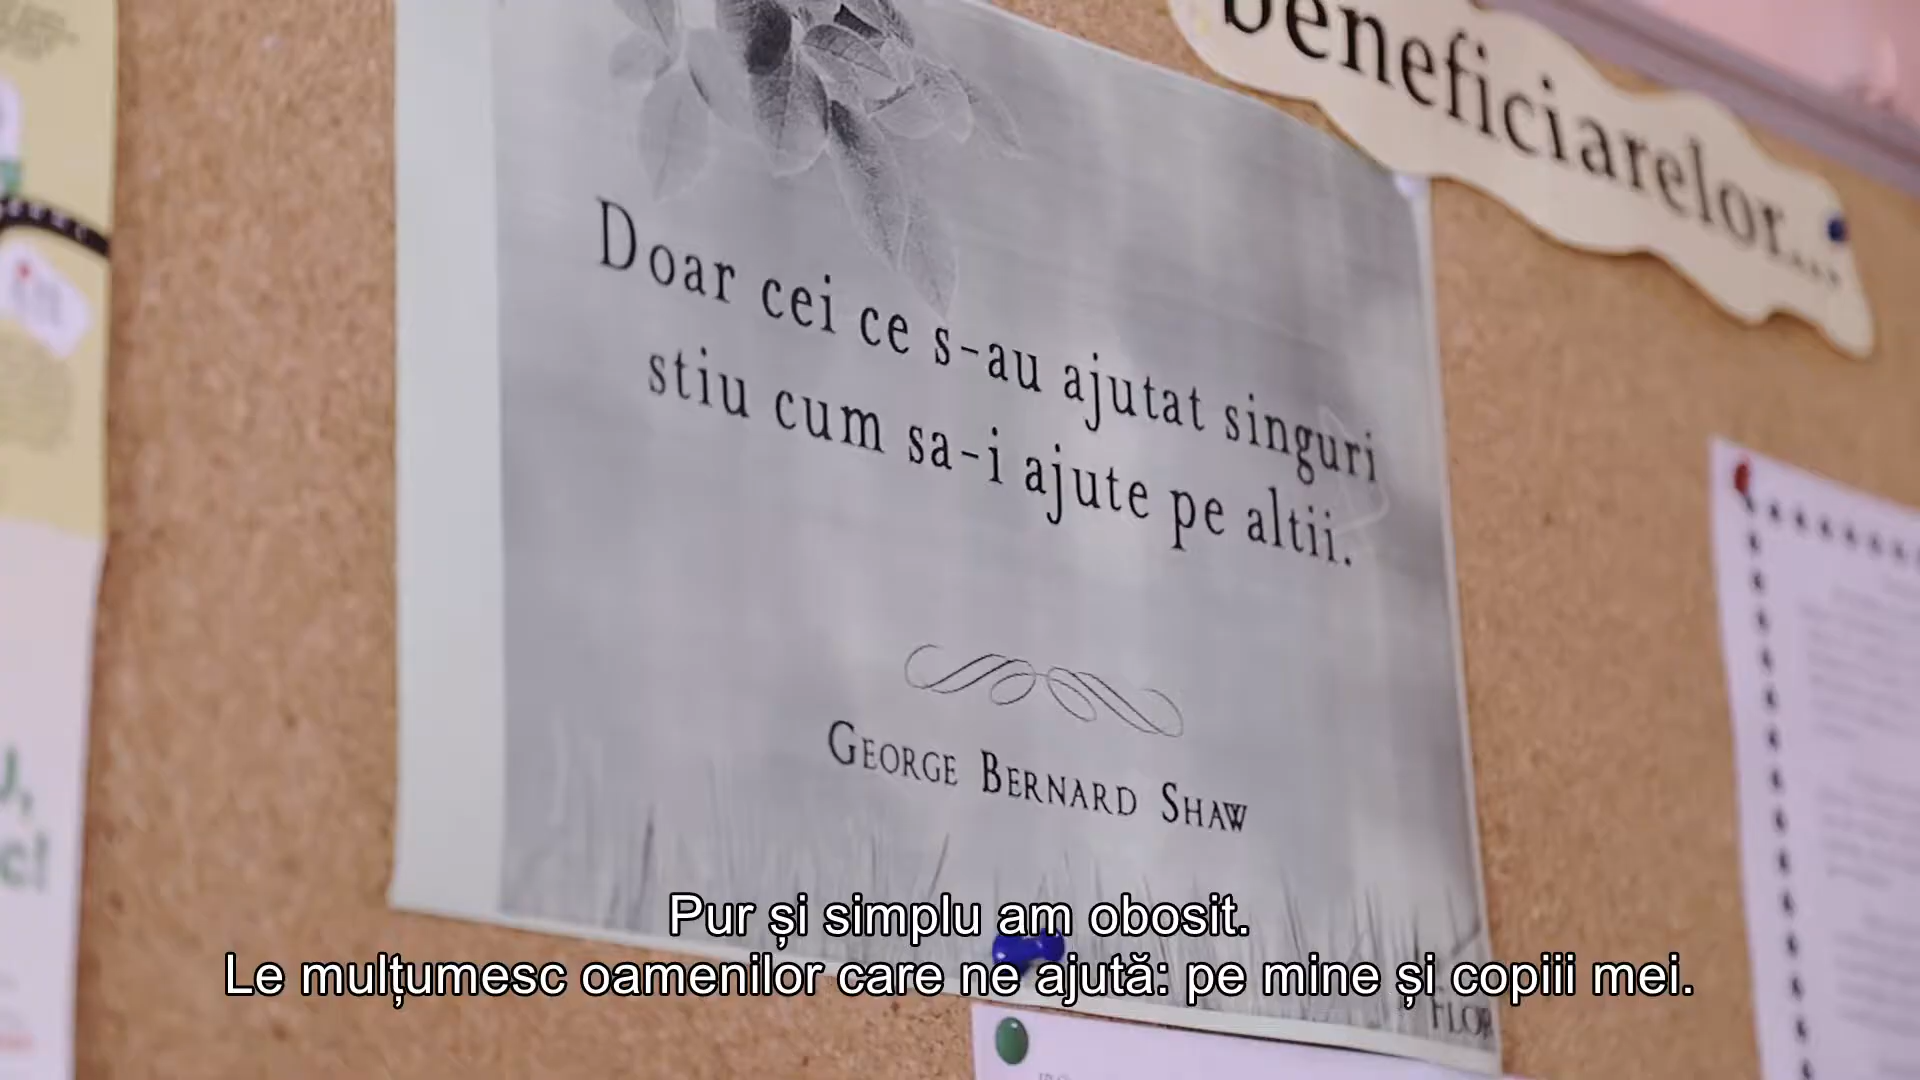 beneficiarelor...
Doar cei ce s-au ajutat singuri
stiu cum sa-i ajute pe altii.
GEORGE BERNARD SHAW
Pur și simplu am obosit.
Le mulțumesc oamenilor care ne ajută: pe mine și copiii mei.